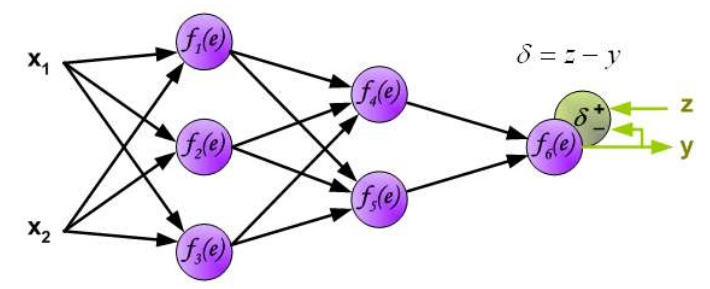 f₁(e)
x₁
δ = z − y
f₄(e)
z
δ
+
−
f₂(e)
f₆(e)
y
f₅(e)
x₂
f₃(e)